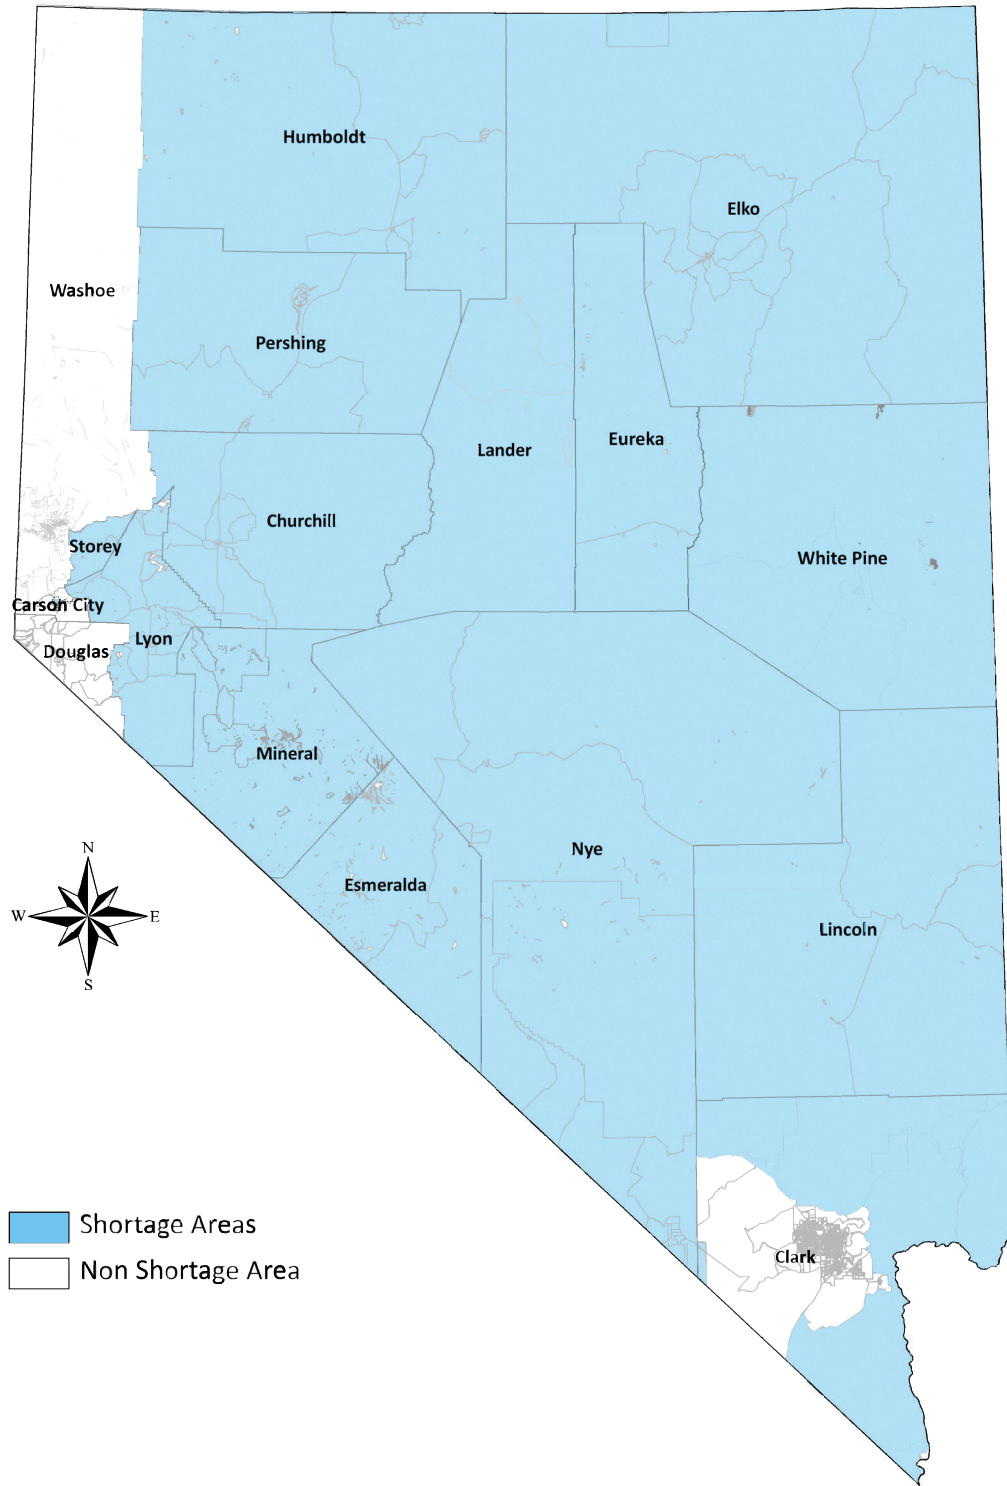 Humboldt
Elko
Washoe
Pershing
Eureka
Lander
Churchill
Storey
White Pine
Carson City
Lyon
Douglas
Mineral
N
Nye
Esmeralda
W
E
Lincoln
S
Shortage Areas
Clark
Non Shortage Area